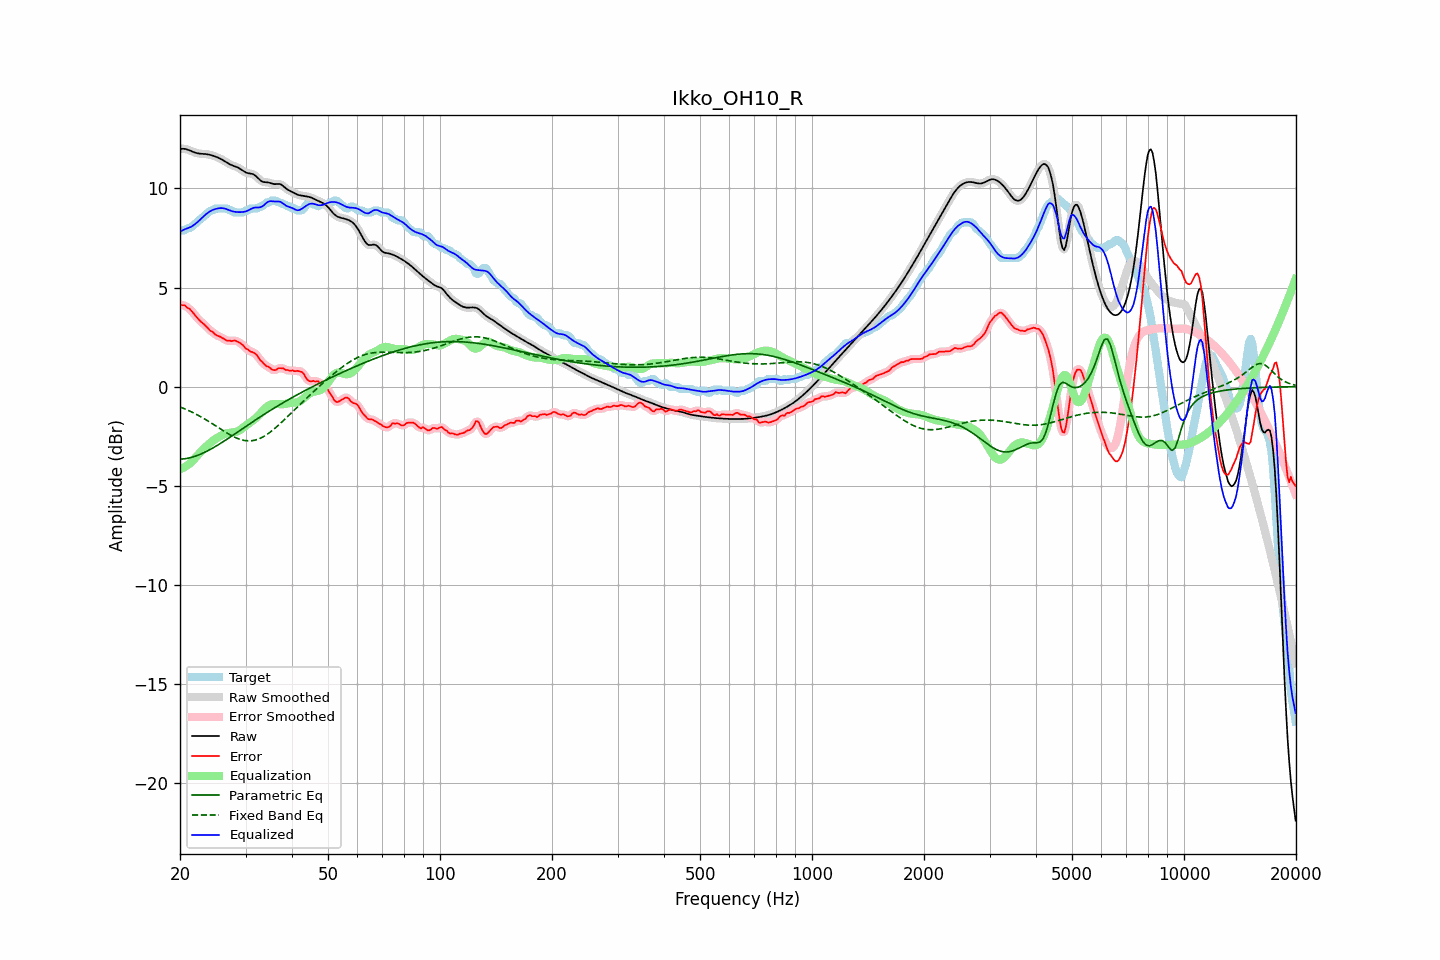 Ikko_OH10_R
Amplitude (dBr)
10
5
0
−5
−10
−15
−20
Target
Raw Smoothed
Error Smoothed
Raw
Error
Equalization
Parametric Eq
Fixed Band Eq
Equalized
20 50 100 200 500 1000 2000 5000 10000 20000
Frequency (Hz)